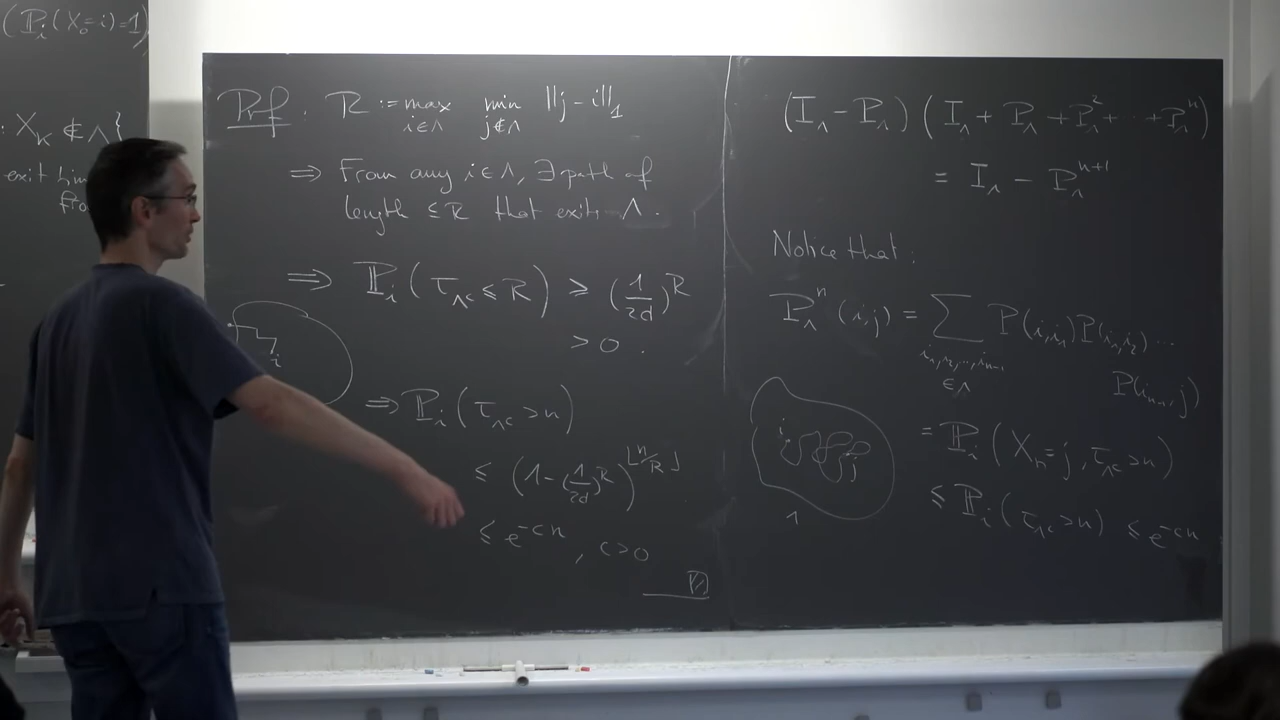 (ℙ_i(X_0=i)=1)
: X_k ∉ Λ}
exit
Prf. R := max_{i∈Λ} min_{j∉Λ} ||j-i||_1
⇒ From any i∈Λ, ∃ path of
length ≤ R that exits Λ.
⇒ ℙ_i(τ_{Λ^c} ≤ R) ≥ (1/2d)^R
> 0.
i
⇒ ℙ_i(τ_{Λ^c} > n)
≤ (1-(1/2d)^R)^{⌊n/R⌋}
≤ e^{-cn}, c>0
(I_Λ - P_Λ)(I_Λ + P_Λ + P_Λ^2 + ⋯ + P_Λ^n)
= I_Λ - P_Λ^{n+1}
Notice that:
P_Λ^n(i,j) = Σ_{i_1,i_2,…,i_{n-1} ∈Λ} P(i,i_1)P(i_1,i_2)⋯
P(i_{n-1},j)
= ℙ_i(X_n=j, τ_{Λ^c}>n)
≤ ℙ_i(τ_{Λ^c}>n) ≤ e^{-cn}
i
j
Λ